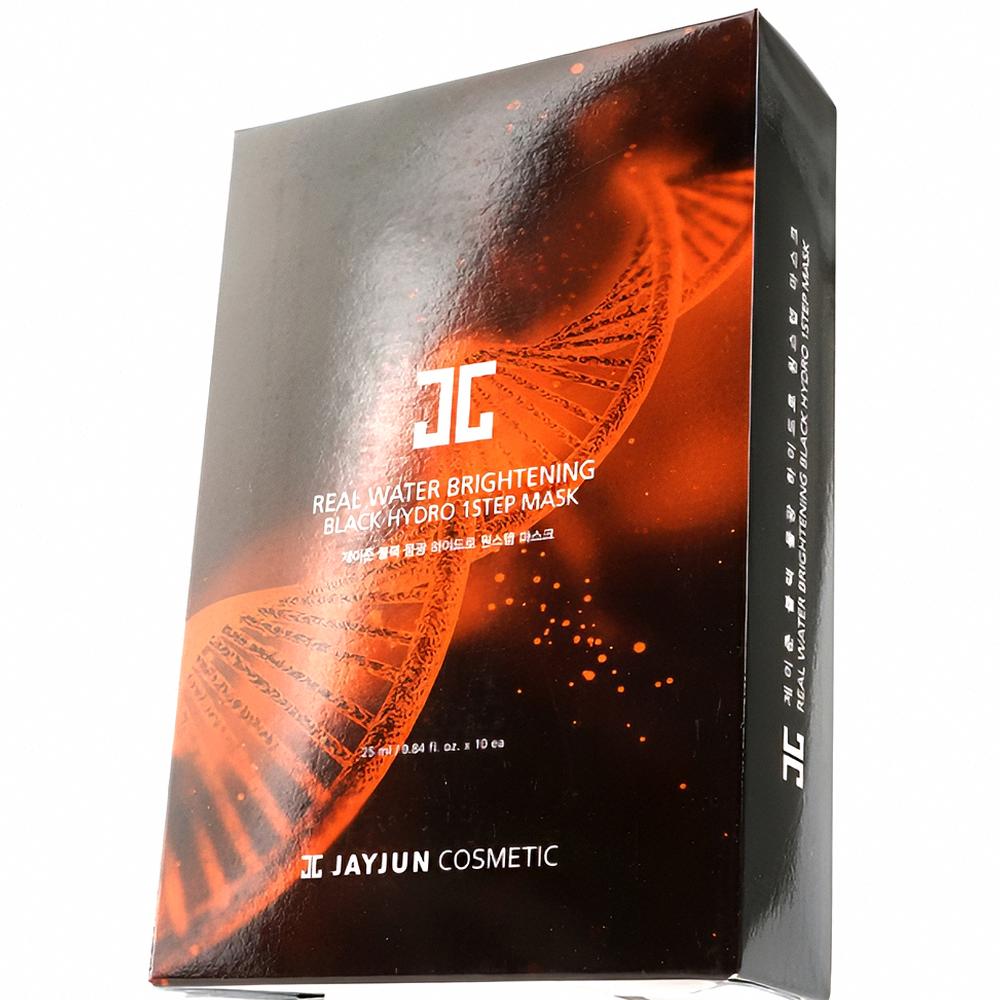 REAL WATER BRIGHTENING
BLACK HYDRO 1STEP MASK
제이준 블랙 물광 하이드로 원스텝 마스크
25 ml / 0.84 fl. oz. x 10 ea
JAYJUN COSMETIC
제이준 블랙 물광 하이드로 원스텝 마스크
REAL WATER BRIGHTENING BLACK HYDRO 1STEP MASK